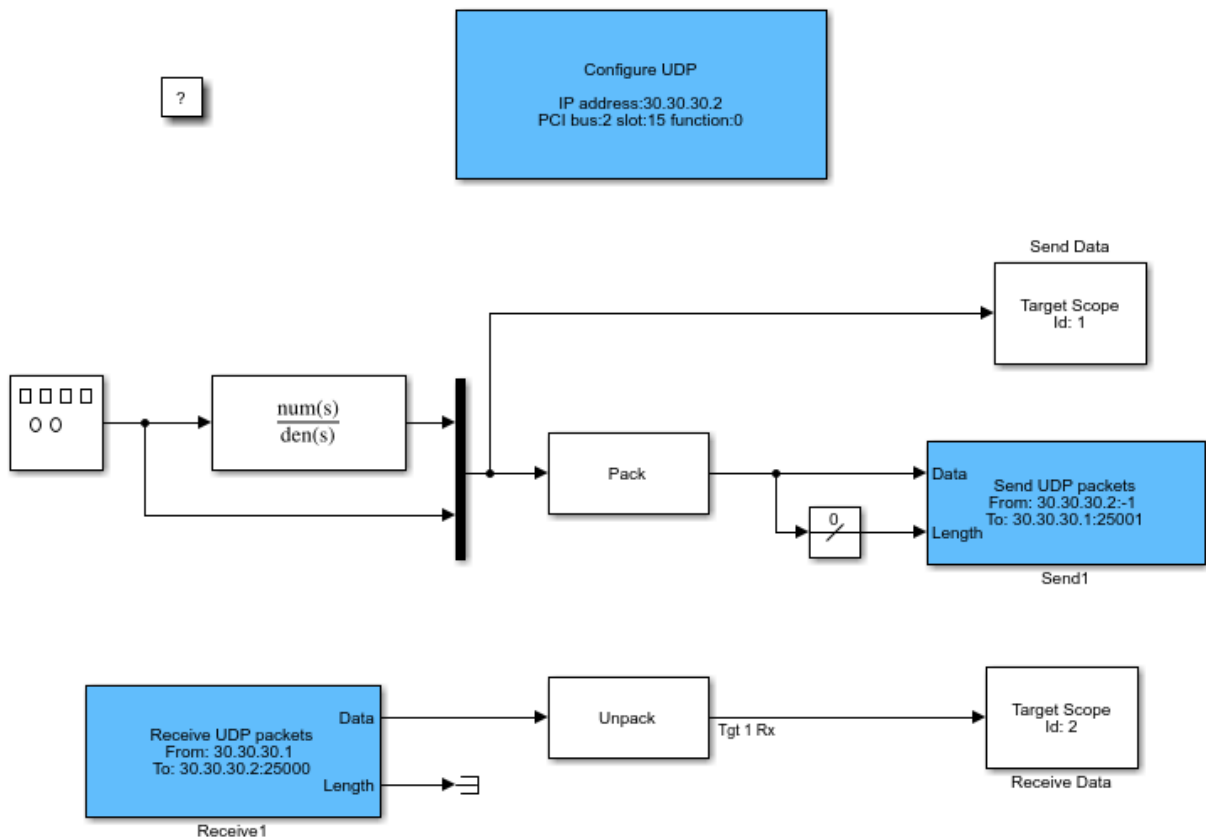 Configure UDP
IP address:30.30.30.2
PCI bus:2 slot:15 function:0
?
Send Data
Target Scope
Id: 1
num(s)
den(s)
Pack
0
Data
Send UDP packets
From: 30.30.30.2:-1
To: 30.30.30.1:25001
Length
Send1
Receive UDP packets
From: 30.30.30.1
To: 30.30.30.2:25000
Data
Length
Receive1
Unpack
Tgt 1 Rx
Target Scope
Id: 2
Receive Data